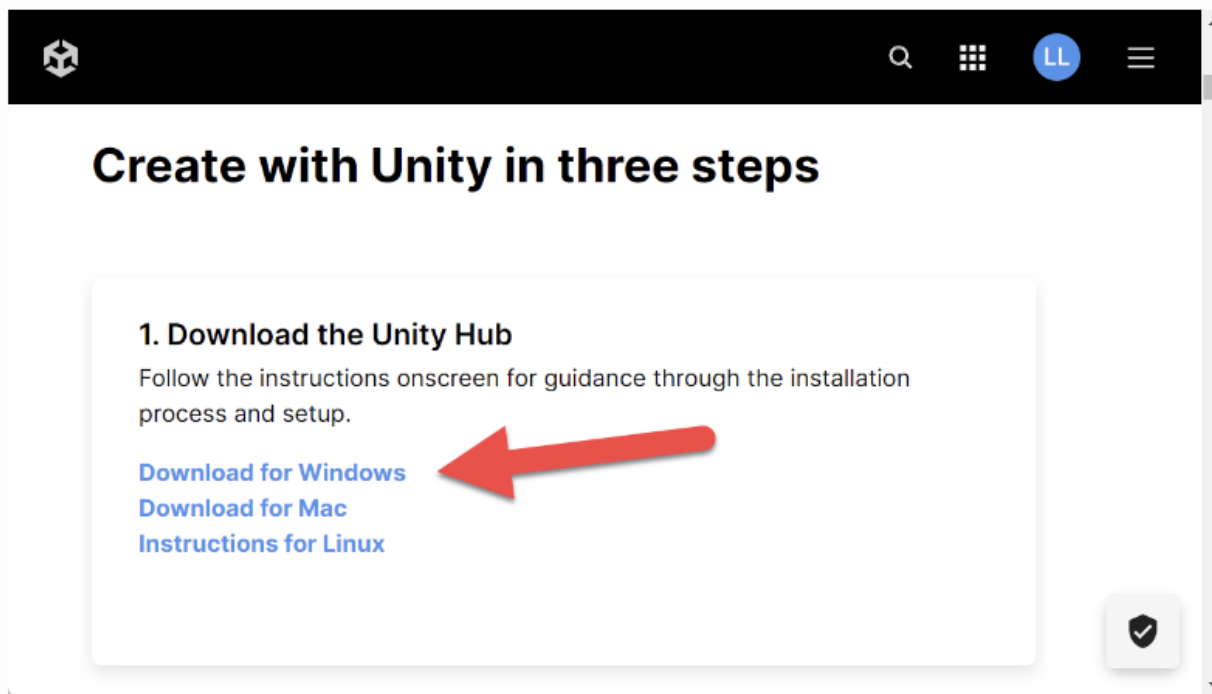 LL
Create with Unity in three steps
1. Download the Unity Hub
Follow the instructions onscreen for guidance through the installation
process and setup.
Download for Windows
Download for Mac
Instructions for Linux